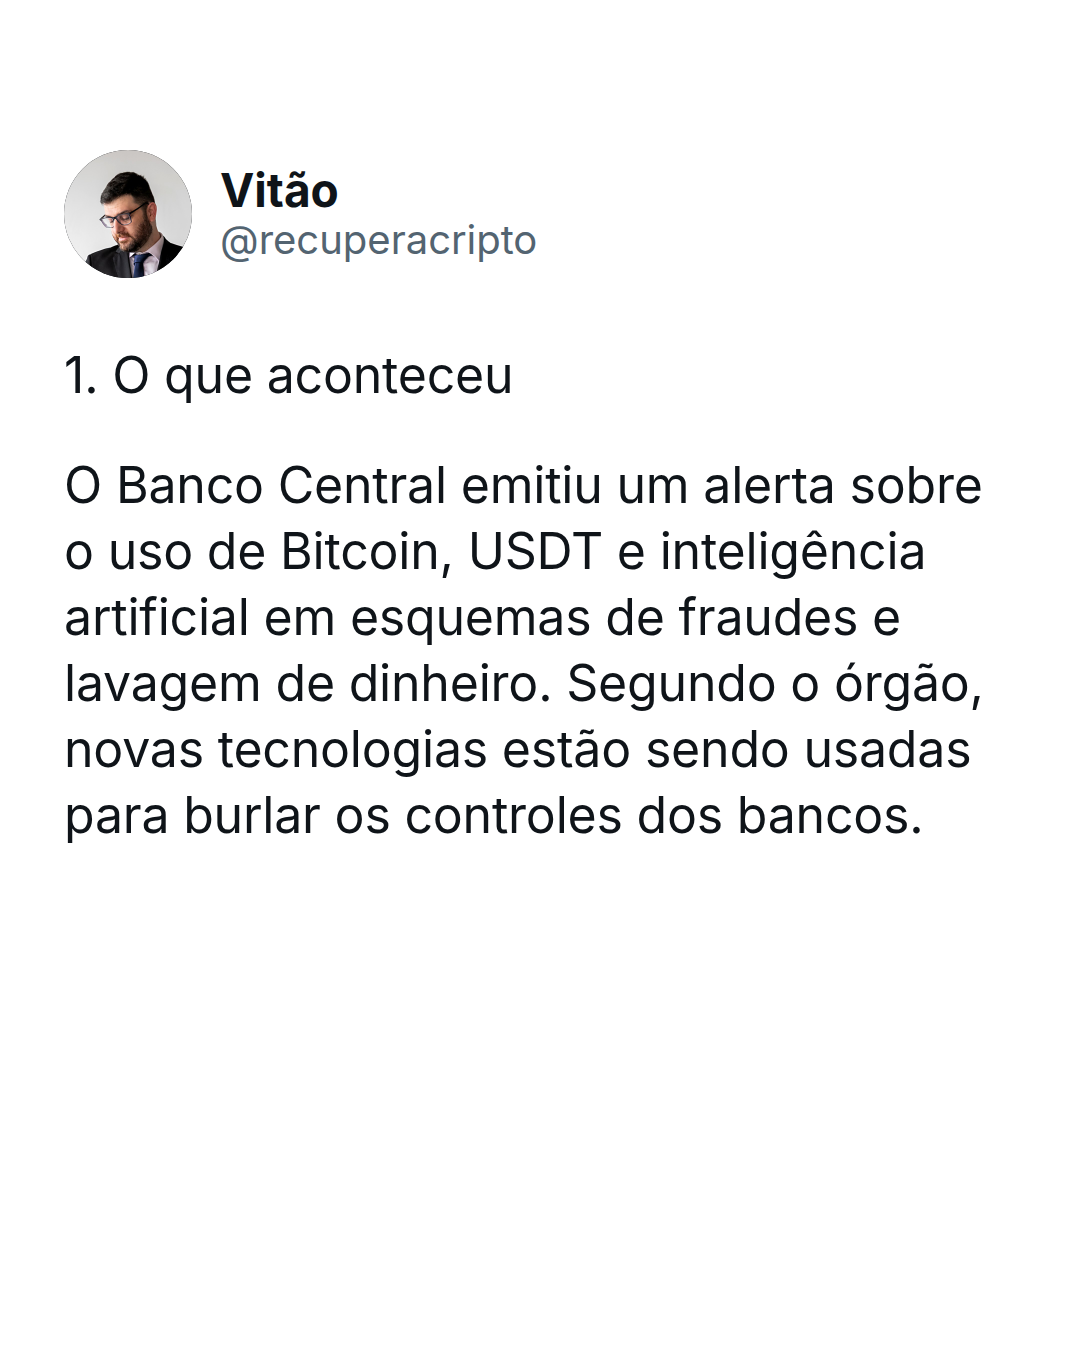 Vitão
@recuperacripto
1. O que aconteceu
O Banco Central emitiu um alerta sobre
o uso de Bitcoin, USDT e inteligência
artificial em esquemas de fraudes e
lavagem de dinheiro. Segundo o órgão,
novas tecnologias estão sendo usadas
para burlar os controles dos bancos.